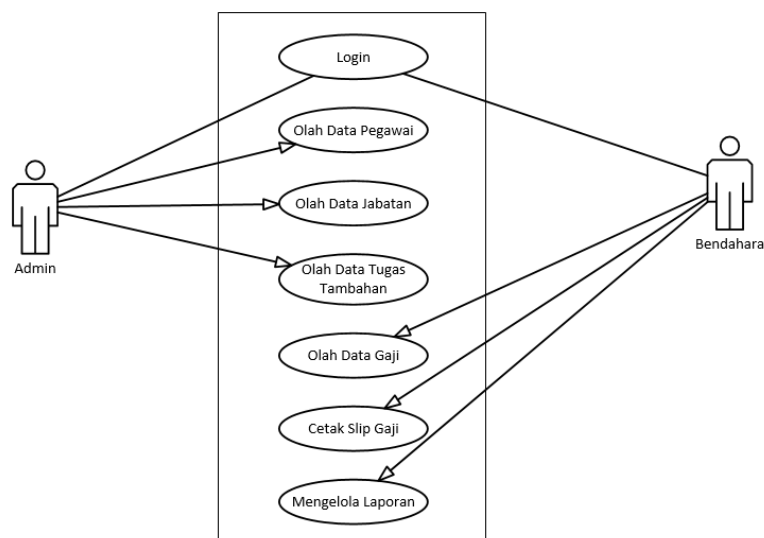 Login
Olah Data Pegawai
Olah Data Jabatan
Olah Data Tugas
Tambahan
Olah Data Gaji
Cetak Slip Gaji
Mengelola Laporan
Admin
Bendahara